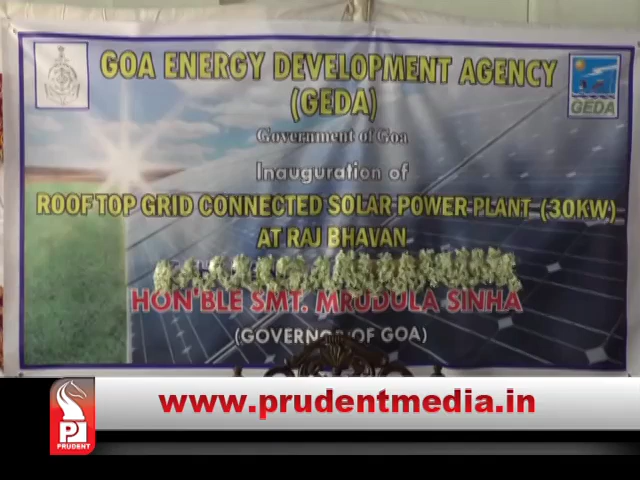 GOA ENERGY DEVELOPMENT AGENCY
(GEDA)
GEDA
Government of Goa
Inauguration of
ROOF TOP GRID CONNECTED SOLAR POWER PLANT (30KW)
AT RAJ BHAVAN
HON'BLE SMT. MRUDULA SINHA
(GOVERNOR OF GOA)
www.prudentmedia.in
PRUDENT